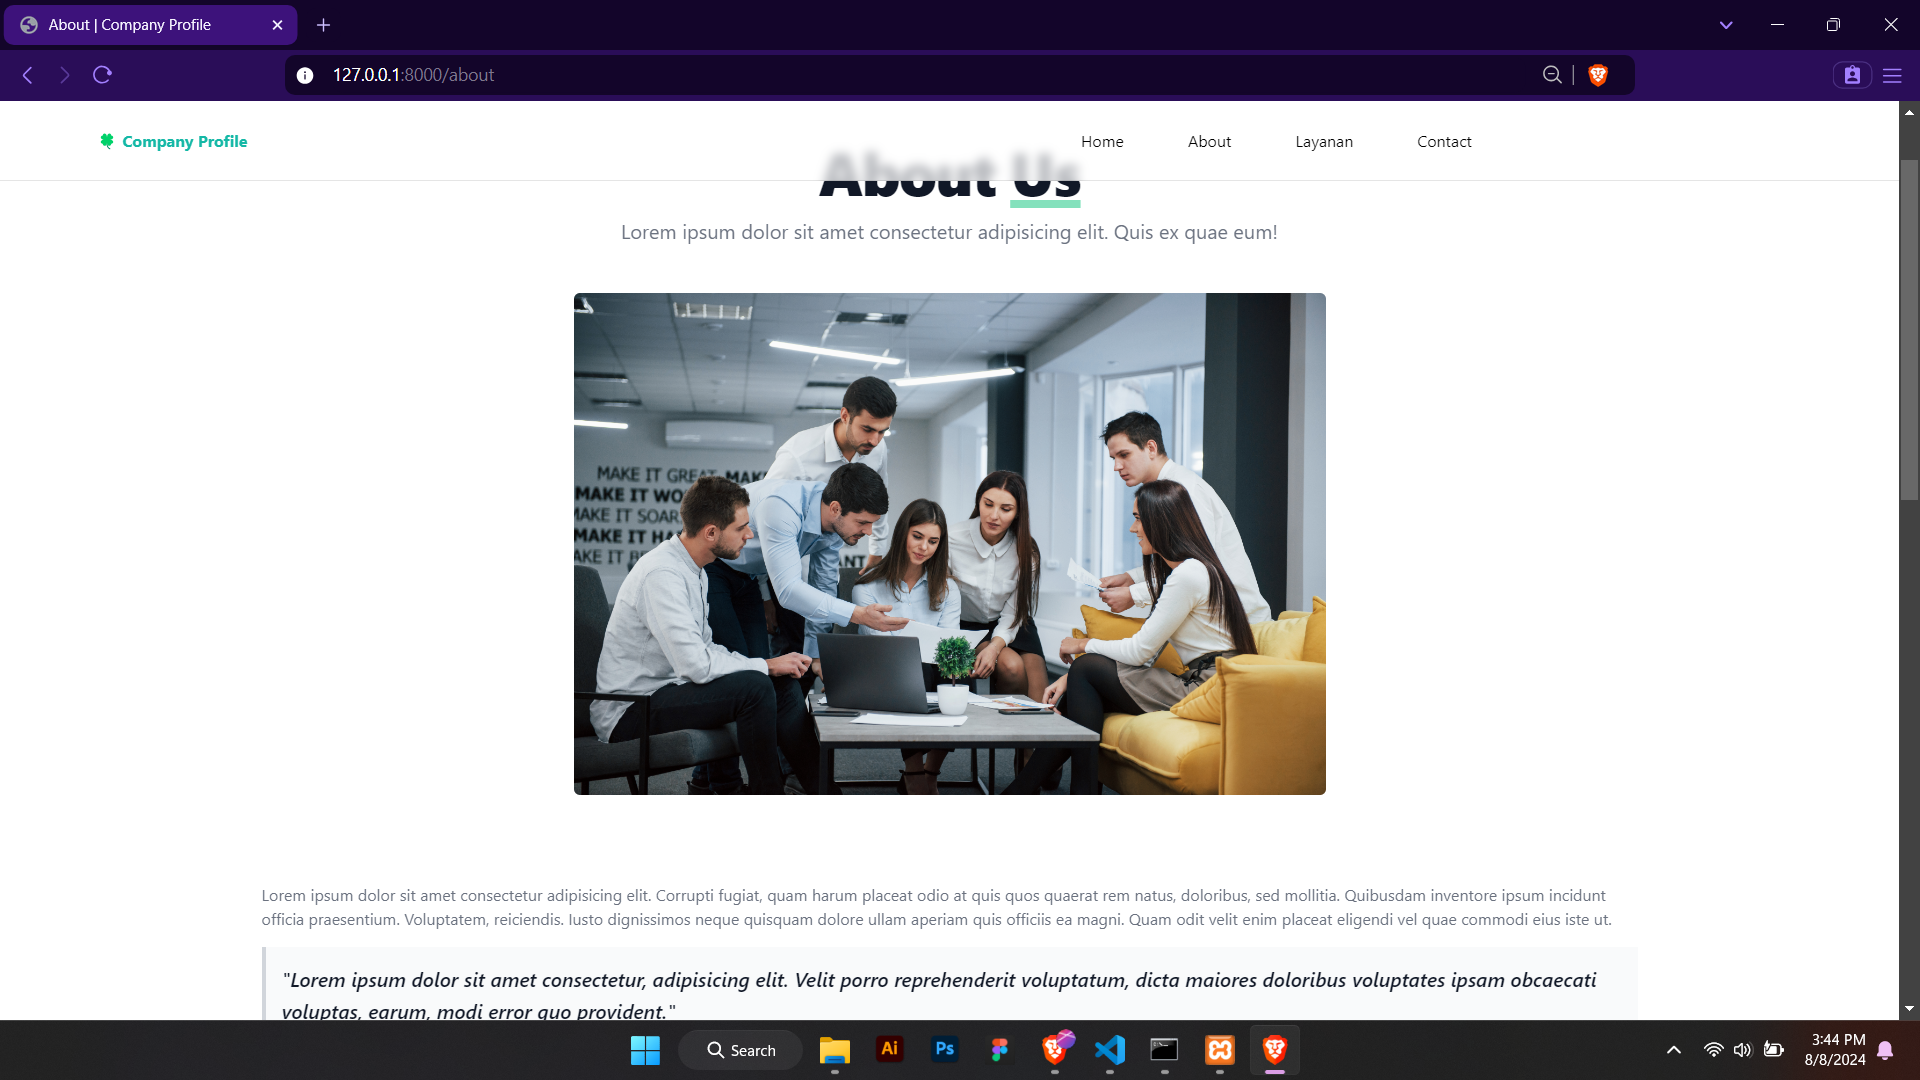 About | Company Profile
127.0.0.1:8000/about
Company Profile
Home
About
Layanan
Contact
About Us
Lorem ipsum dolor sit amet consectetur adipisicing elit. Quis ex quae eum!
MAKE IT GREAT MAK
MAKE IT WO
MAKE IT SOAR
MAKE IT HA
AKE IT BE
ANT
Lorem ipsum dolor sit amet consectetur adipisicing elit. Corrupti fugiat, quam harum placeat odio at quis quos quaerat rem natus, doloribus, sed mollitia. Quibusdam inventore ipsum incidunt
officia praesentium. Voluptatem, reiciendis. Iusto dignissimos neque quisquam dolore ullam aperiam quis officiis ea magni. Quam odit velit enim placeat eligendi vel quae commodi eius iste ut.
"Lorem ipsum dolor sit amet consectetur, adipisicing elit. Velit porro reprehenderit voluptatum, dicta maiores doloribus voluptates ipsam obcaecati
voluptas, earum, modi error quo provident."
Search
Ai
Ps
3:44 PM
8/8/2024